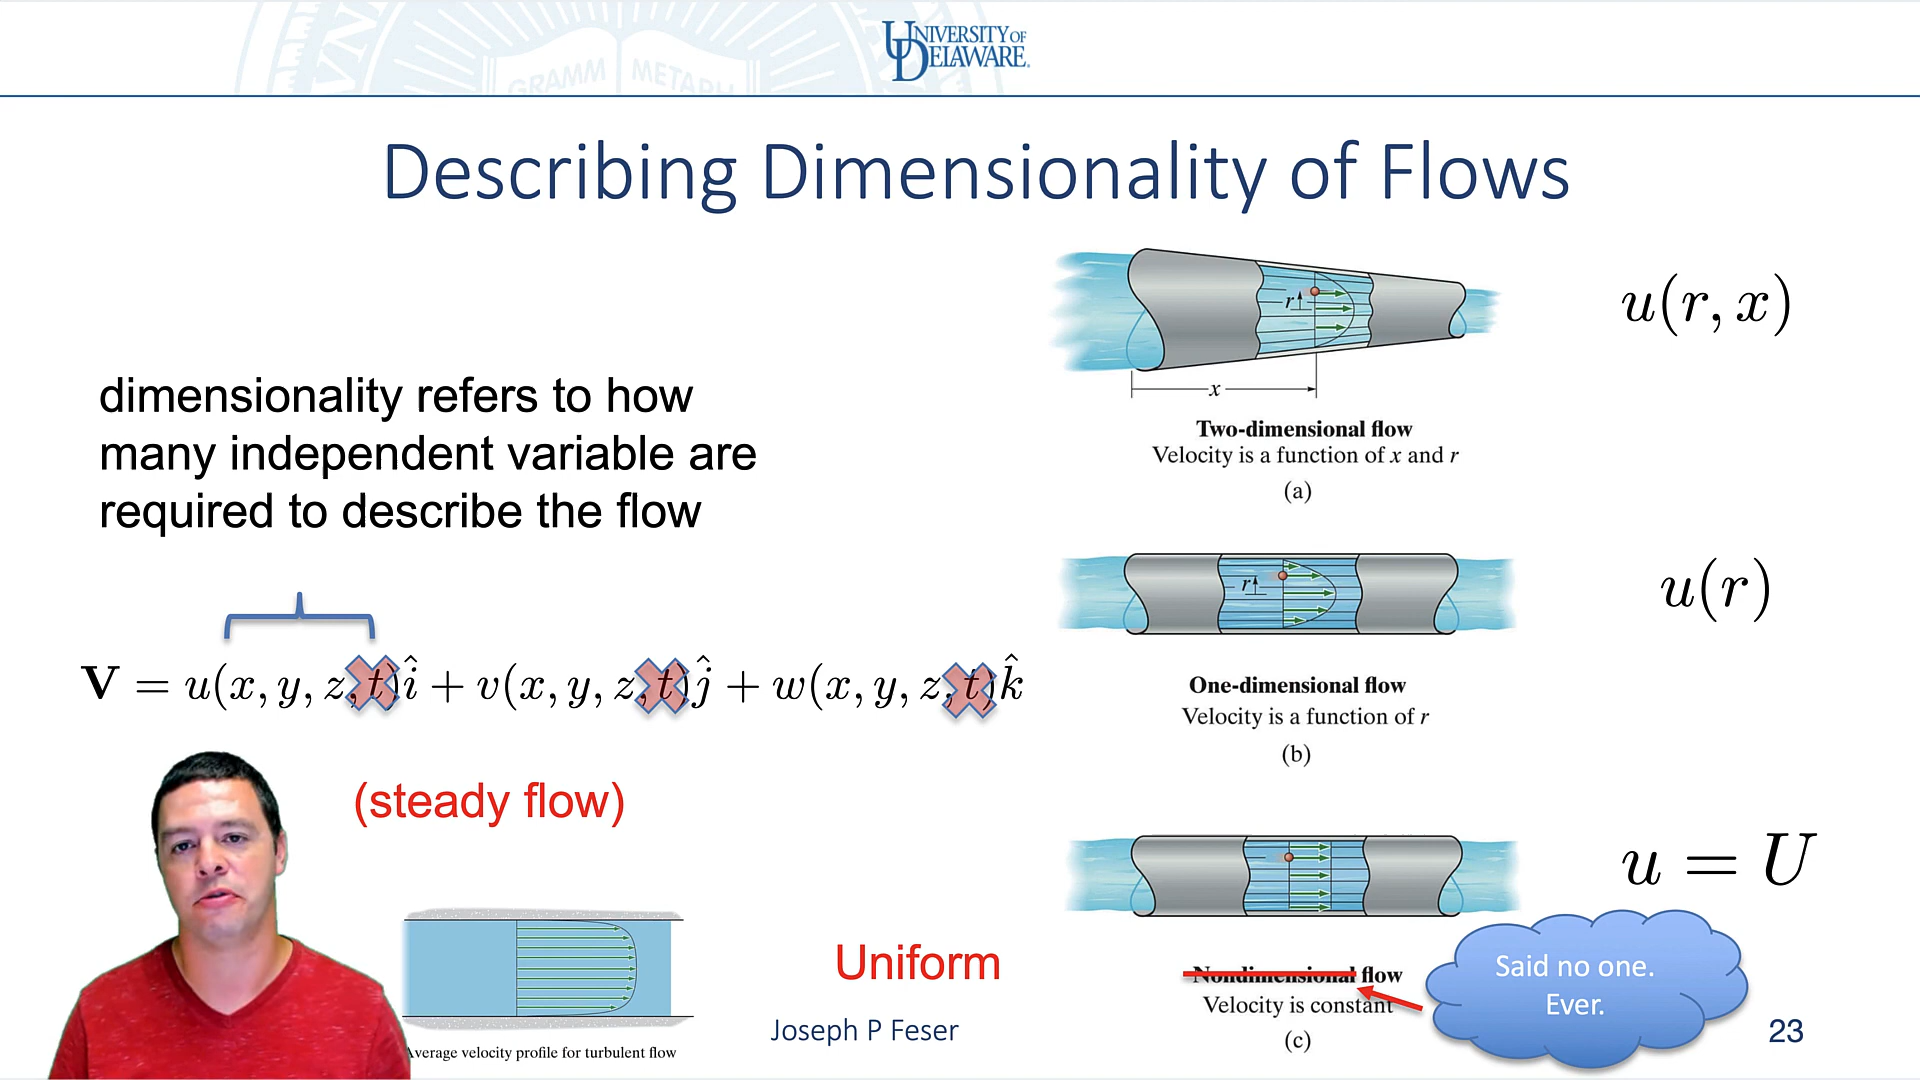 UNIVERSITY OF
DELAWARE.
GRAMM METAPH
Describing Dimensionality of Flows
dimensionality refers to how
many independent variable are
required to describe the flow
V = u(x, y, z, t)î + v(x, y, z, t)ĵ + w(x, y, z, t)k̂
(steady flow)
Average velocity profile for turbulent flow
Uniform
Joseph P Feser
r
x
Two-dimensional flow
Velocity is a function of x and r
(a)
u(r, x)
r
One-dimensional flow
Velocity is a function of r
(b)
u(r)
Nondimensional flow
Velocity is constant
(c)
u = U
Said no one.
Ever.
23